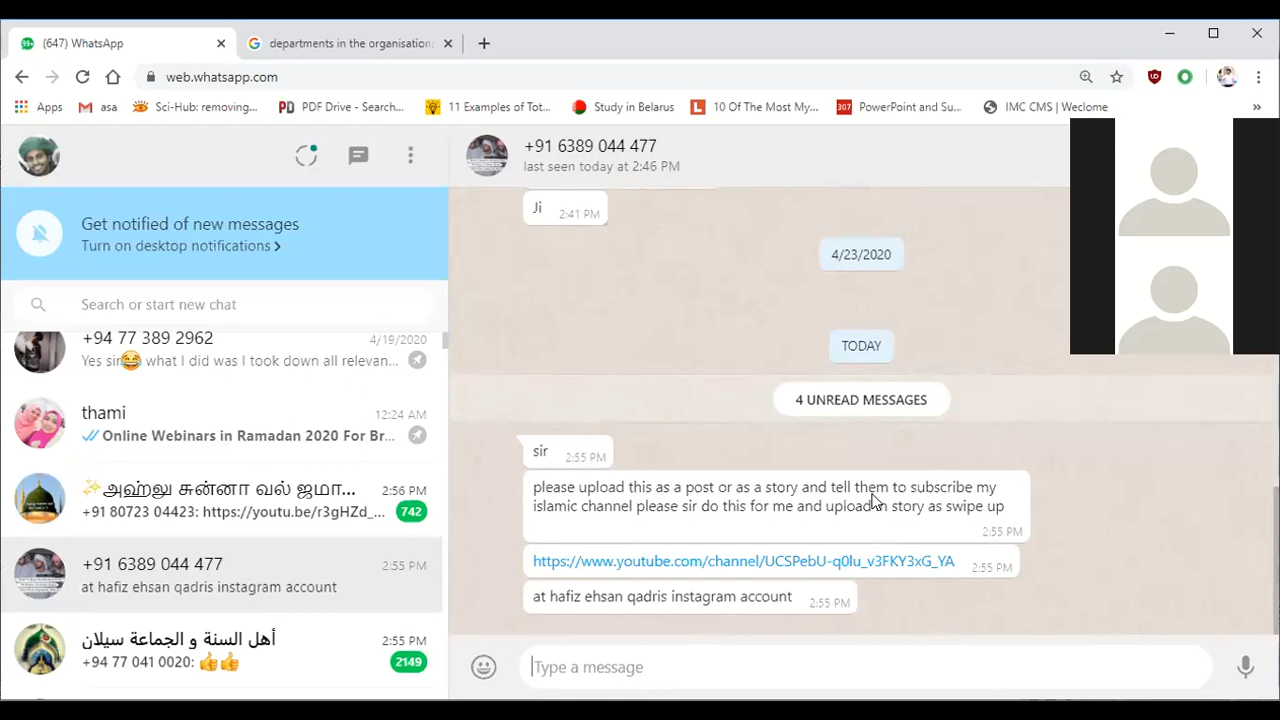 (647) WhatsApp
departments in the organisation
web.whatsapp.com
Apps
asa
Sci-Hub: removing...
PDF Drive - Search...
11 Examples of Tot...
Study in Belarus
10 Of The Most My...
PowerPoint and Su...
IMC CMS | Weclome
Get notified of new messages
Turn on desktop notifications
Search or start new chat
+94 77 389 2962
4/19/2020
Yes sir😂 what I did was I took down all relevan...
thami
12:24 AM
Online Webinars in Ramadan 2020 For Br...
✨அஹ்லு சுன்னா வல் ஜமா...
2:56 PM
+91 80723 04423: https://youtu.be/r3gHZd_...
742
+91 6389 044 477
2:55 PM
at hafiz ehsan qadris instagram account
أهل السنة و الجماعة سيلان
2:55 PM
+94 77 041 0020: 👍👍
2149
+91 6389 044 477
last seen today at 2:46 PM
Ji
2:41 PM
4/23/2020
TODAY
4 UNREAD MESSAGES
sir
2:55 PM
please upload this as a post or as a story and tell them to subscribe my
islamic channel please sir do this for me and upload in story as swipe up
2:55 PM
https://www.youtube.com/channel/UCSPebU-q0lu_v3FKY3xG_YA
2:55 PM
at hafiz ehsan qadris instagram account
2:55 PM
Type a message